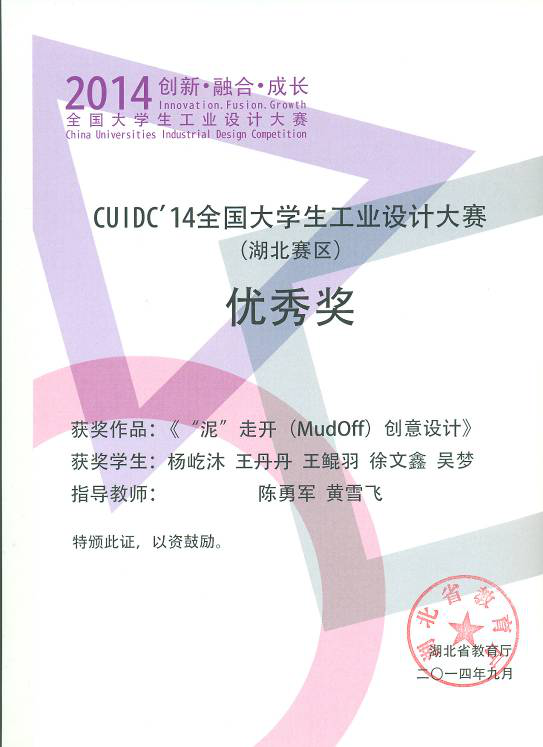 2014 创新·融合·成长
Innovation.Fusion.Growth
全国大学生工业设计大赛
China Universities Industrial Design Competition
CUIDC'14全国大学生工业设计大赛
(湖北赛区)
优秀奖
获奖作品：《“泥”走开（MudOff）创意设计》
获奖学生：杨屹沐 王丹丹 王鲲羽 徐文鑫 吴梦
指导教师： 陈勇军 黄雪飞
特颁此证，以资鼓励。
湖北省教育厅
湖北省教育厅
二〇一四年九月